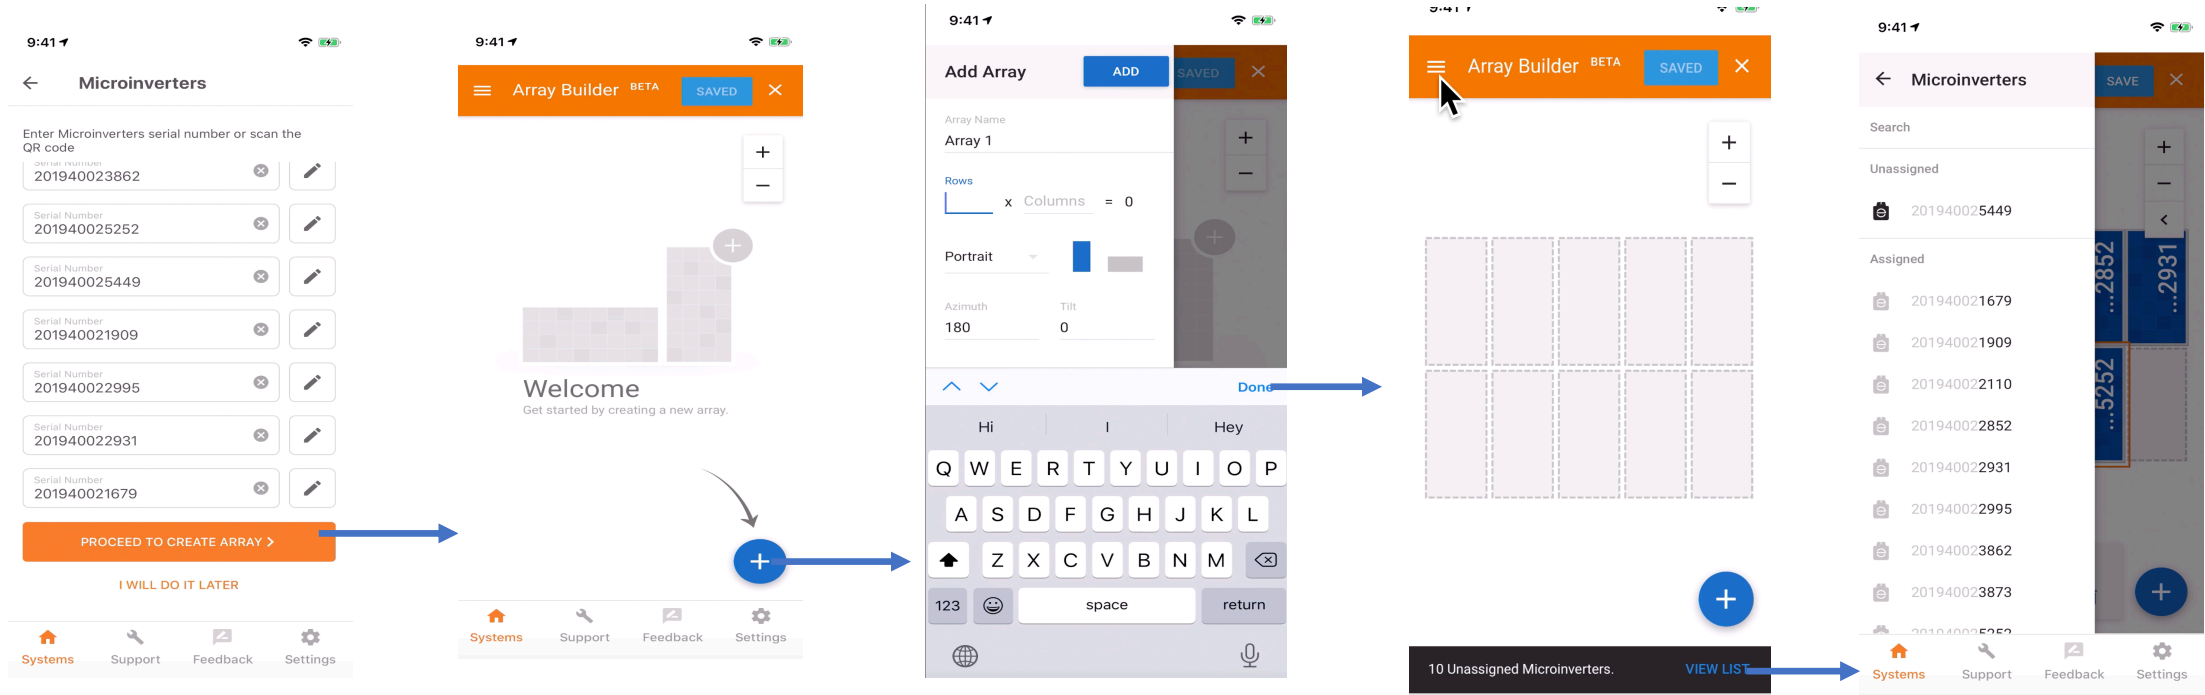 9:41
Microinverters
Enter Microinverters serial number or scan the
QR code
Serial Number
201940023862
Serial Number
201940025252
Serial Number
201940025449
Serial Number
201940021909
Serial Number
201940022995
Serial Number
201940022931
Serial Number
201940021679
PROCEED TO CREATE ARRAY >
I WILL DO IT LATER
Systems Support Feedback Settings
9:41
Array Builder BETA SAVED
+
−
Welcome
Get started by creating a new array.
+
Systems Support Feedback Settings
9:41
Add Array ADD SAVED
Array Name
Array 1
Rows
x Columns = 0
Portrait
Azimuth Tilt
180 0
+
−
Done
Hi I Hey
Q W E R T Y U I O P
A S D F G H J K L
Z X C V B N M
123 space return
9:41
Array Builder BETA SAVED
+
−
+
10 Unassigned Microinverters. VIEW LIST
9:41
Microinverters SAVE
Search
Unassigned
201940025449
Assigned
201940021679
201940021909
201940022110
201940022852
201940022931
201940022995
201940023862
201940023873
201940025252
+
−
<
...2852
...2931
...5252
+
Systems Support Feedback Settings